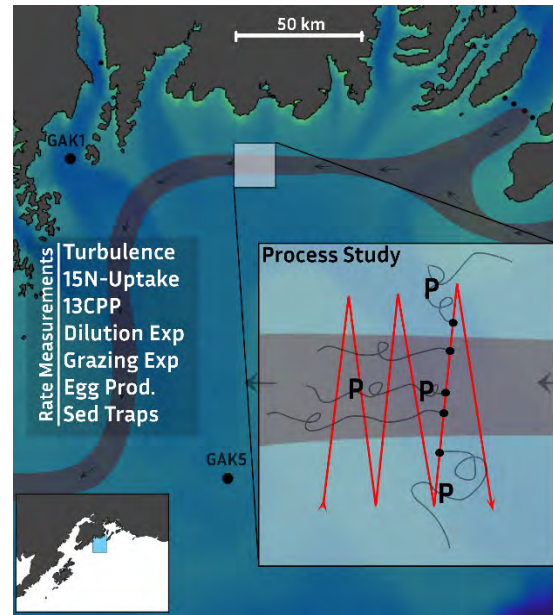 50 km
GAK1
Rate Measurements
Turbulence
15N-Uptake
13CPP
Dilution Exp
Grazing Exp
Egg Prod.
Sed Traps
Process Study
P
P
P
P
GAK5